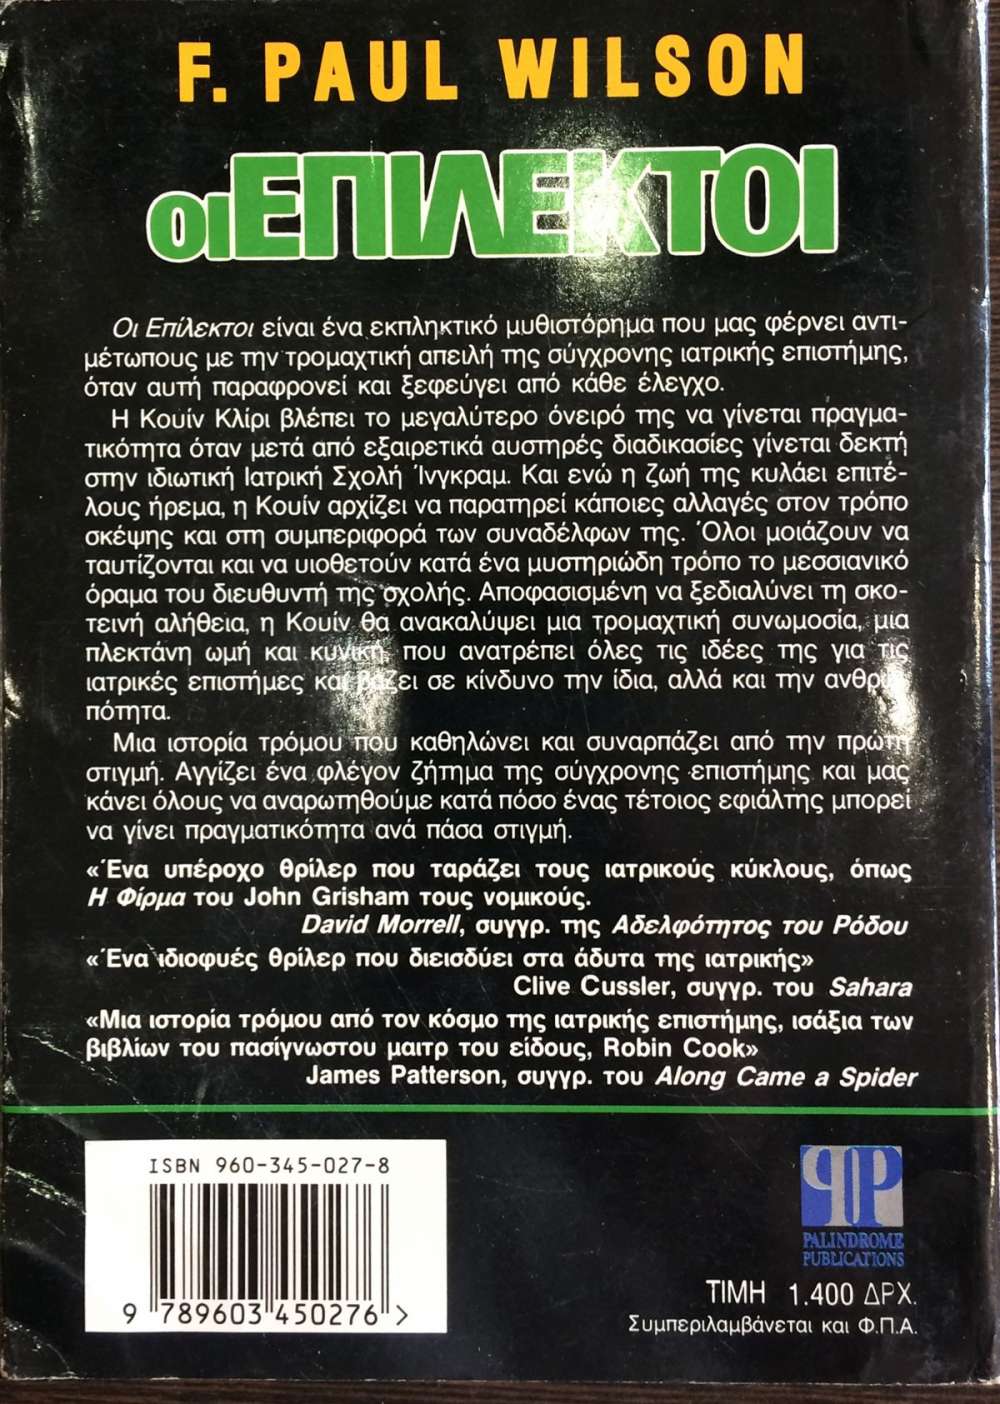 F. PAUL WILSON
ΟΙ ΕΠΙΛΕΚΤΟΙ
Οι Επίλεκτοι είναι ένα εκπληκτικό μυθιστόρημα που μας φέρνει αντι-
μέτωπους με την τρομαχτική απειλή της σύγχρονης ιατρικής επιστήμης,
όταν αυτή παραφρονεί και ξεφεύγει από κάθε έλεγχο.
Η Κουίν Κλίρι βλέπει το μεγαλύτερο όνειρό της να γίνεται πραγμα-
τικότητα όταν μετά από εξαιρετικά αυστηρές διαδικασίες γίνεται δεκτή
στην ιδιωτική Ιατρική Σχολή Ίνγκραμ. Και ενώ η ζωή της κυλάει επιτέ-
λους ήρεμα, η Κουίν αρχίζει να παρατηρεί κάποιες αλλαγές στον τρόπο
σκέψης και στη συμπεριφορά των συναδέλφων της. Όλοι μοιάζουν να
ταυτίζονται και να υιοθετούν κατά ένα μυστηριώδη τρόπο το μεσσιανικό
όραμα του διευθυντή της σχολής. Αποφασισμένη να ξεδιαλύνει τη σκο-
τεινή αλήθεια, η Κουίν θα ανακαλύψει μια τρομαχτική συνωμοσία, μια
πλεκτάνη ωμή και κυνική, που ανατρέπει όλες τις ιδέες της για τις
ιατρικές επιστήμες και βάζει σε κίνδυνο την ίδια, αλλά και την ανθρω-
πότητα.
Μια ιστορία τρόμου που καθηλώνει και συναρπάζει από την πρώτη
στιγμή. Αγγίζει ένα φλέγον ζήτημα της σύγχρονης επιστήμης και μας
κάνει όλους να αναρωτηθούμε κατά πόσο ένας τέτοιος εφιάλτης μπορεί
να γίνει πραγματικότητα ανά πάσα στιγμή.
«Ένα υπέροχο θρίλερ που ταράζει τους ιατρικούς κύκλους, όπως
Η Φίρμα του John Grisham τους νομικούς.
David Morrell, συγγρ. της Αδελφότητος του Ρόδου
«Ένα ιδιοφυές θρίλερ που διεισδύει στα άδυτα της ιατρικής»
Clive Cussler, συγγρ. του Sahara
«Μια ιστορία τρόμου από τον κόσμο της ιατρικής επιστήμης, ισάξια των
βιβλίων του πασίγνωστου μαιτρ του είδους, Robin Cook»
James Patterson, συγγρ. του Along Came a Spider
ISBN 960-345-027-8
9 789603 450276 >
PP
PALINDROME
PUBLICATIONS
ΤΙΜΗ 1.400 ΔΡΧ.
Συμπεριλαμβάνεται και Φ.Π.Α.